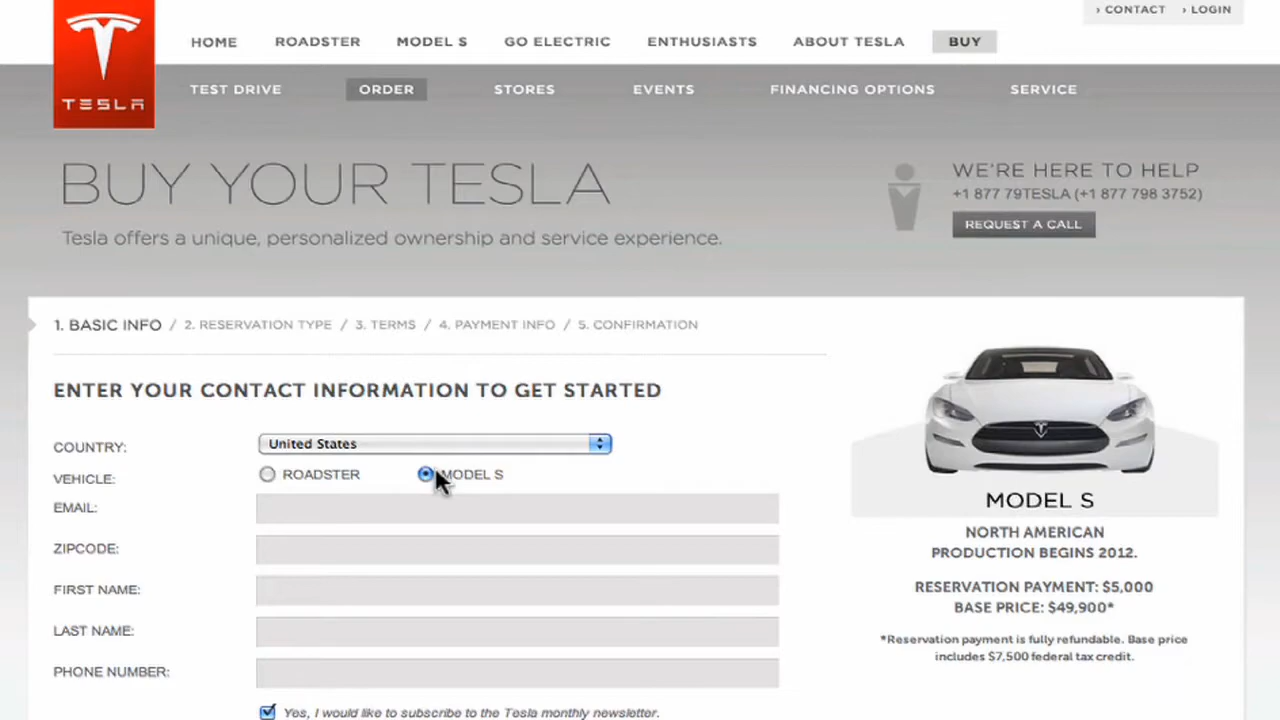 › CONTACT › LOGIN
HOME ROADSTER MODEL S GO ELECTRIC ENTHUSIASTS ABOUT TESLA BUY
TESLA
TEST DRIVE ORDER STORES EVENTS FINANCING OPTIONS SERVICE
BUY YOUR TESLA
Tesla offers a unique, personalized ownership and service experience.
WE'RE HERE TO HELP
+1 877 79TESLA (+1 877 798 3752)
REQUEST A CALL
1. BASIC INFO / 2. RESERVATION TYPE / 3. TERMS / 4. PAYMENT INFO / 5. CONFIRMATION
ENTER YOUR CONTACT INFORMATION TO GET STARTED
COUNTRY: United States
VEHICLE: ROADSTER MODEL S
EMAIL:
ZIPCODE:
FIRST NAME:
LAST NAME:
PHONE NUMBER:
Yes, I would like to subscribe to the Tesla monthly newsletter.
MODEL S
NORTH AMERICAN
PRODUCTION BEGINS 2012.
RESERVATION PAYMENT: $5,000
BASE PRICE: $49,900*
*Reservation payment is fully refundable. Base price
includes $7,500 federal tax credit.